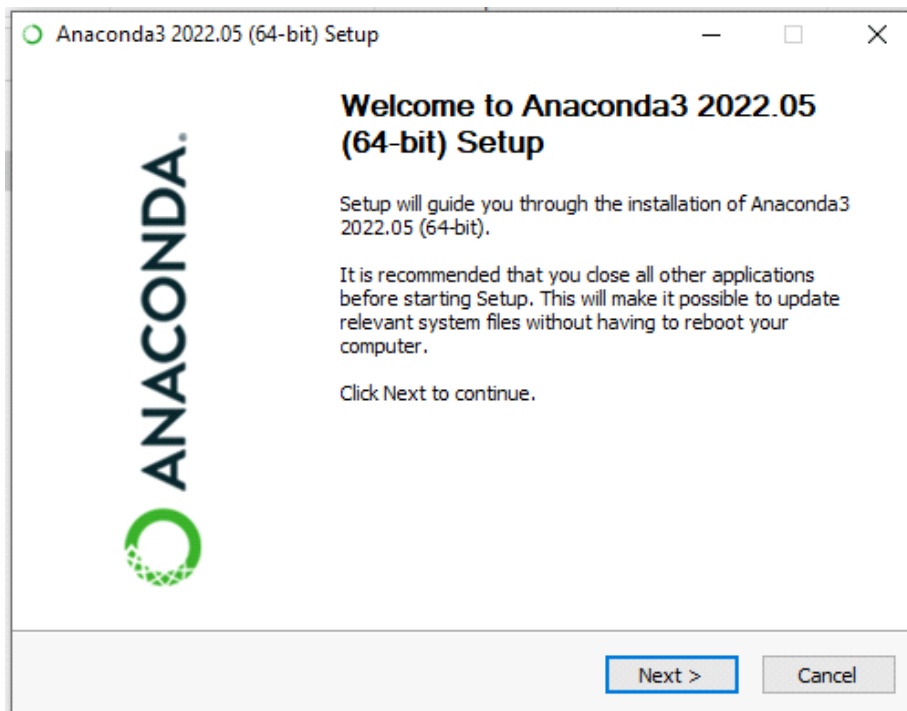 Anaconda3 2022.05 (64-bit) Setup
ANACONDA.
Welcome to Anaconda3 2022.05
(64-bit) Setup
Setup will guide you through the installation of Anaconda3
2022.05 (64-bit).
It is recommended that you close all other applications
before starting Setup. This will make it possible to update
relevant system files without having to reboot your
computer.
Click Next to continue.
Next >
Cancel